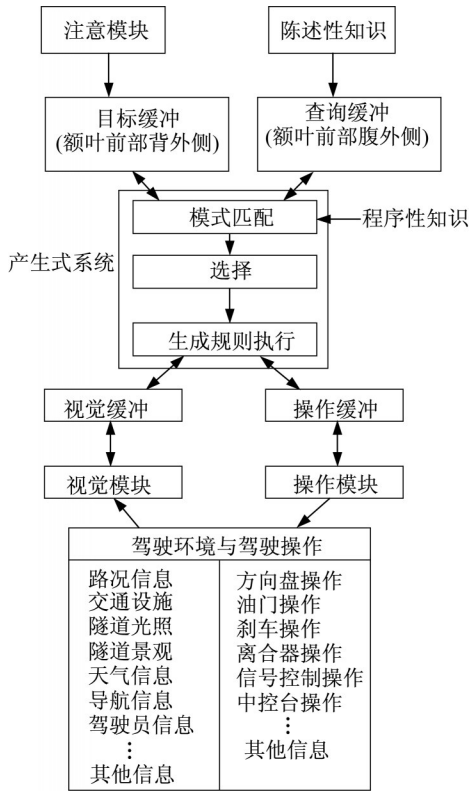 注意模块
陈述性知识
目标缓冲
(额叶前部背外侧)
查询缓冲
(额叶前部腹外侧)
模式匹配
程序性知识
产生式系统
选择
生成规则执行
视觉缓冲
操作缓冲
视觉模块
操作模块
驾驶环境与驾驶操作
路况信息
交通设施
隧道光照
隧道景观
天气信息
导航信息
驾驶员信息
⋮
其他信息
方向盘操作
油门操作
刹车操作
离合器操作
信号控制操作
中控台操作
⋮
其他信息